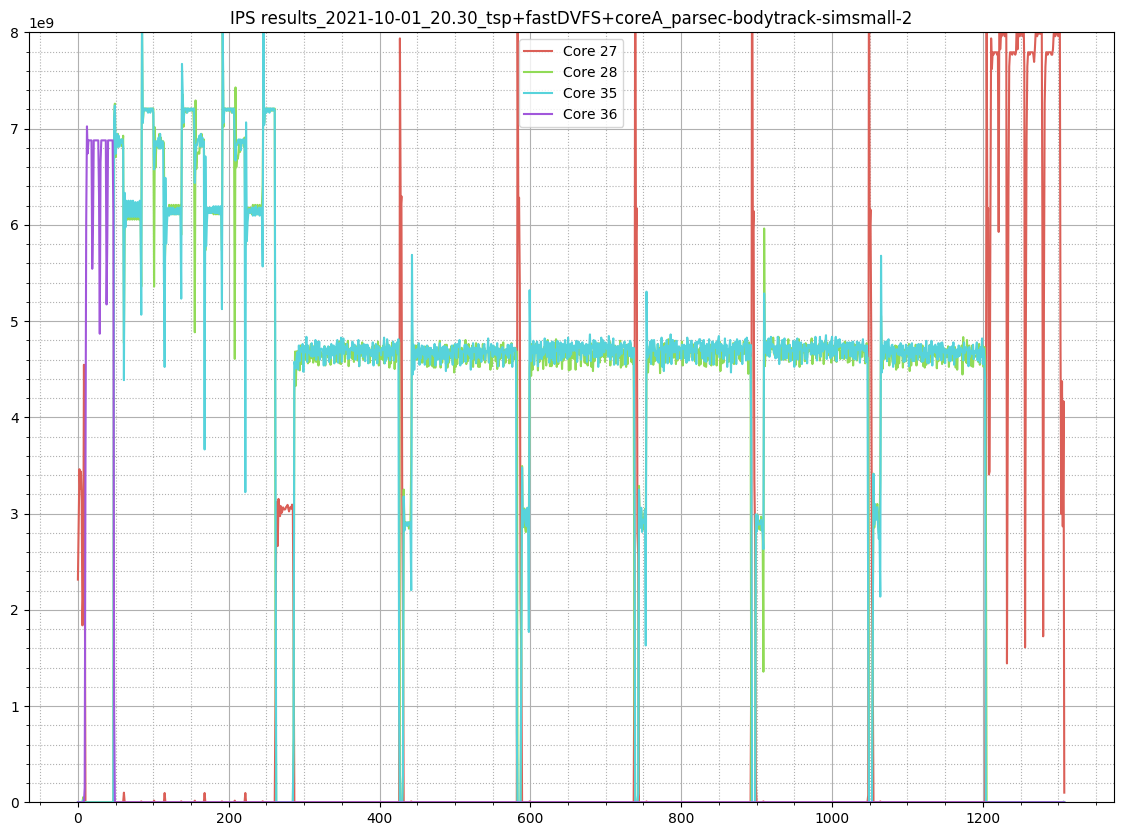 IPS results_2021-10-01_20.30_tsp+fastDVFS+coreA_parsec-bodytrack-simsmall-2
1e9
8
7
6
5
4
3
2
1
0
Core 27
Core 28
Core 35
Core 36
0 200 400 600 800 1000 1200